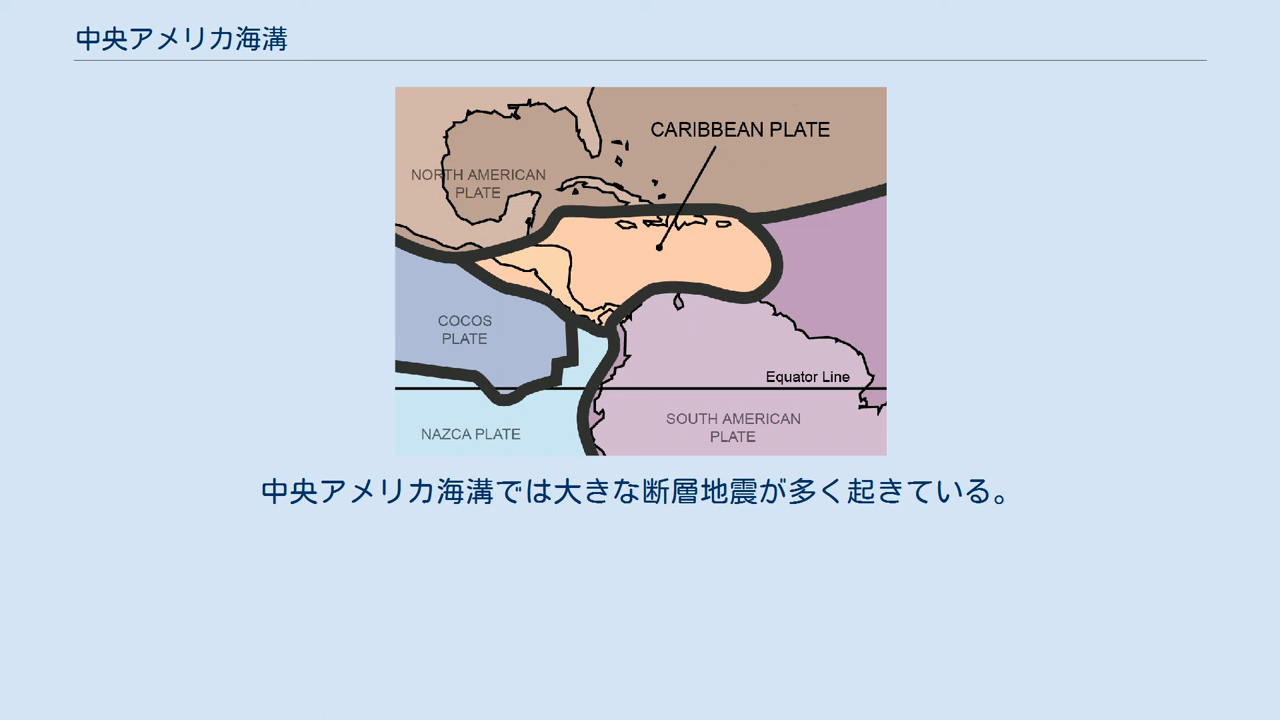 中央アメリカ海溝
CARIBBEAN PLATE
NORTH AMERICAN
PLATE
COCOS
PLATE
Equator Line
NAZCA PLATE
SOUTH AMERICAN
PLATE
中央アメリカ海溝では大きな断層地震が多く起きている。